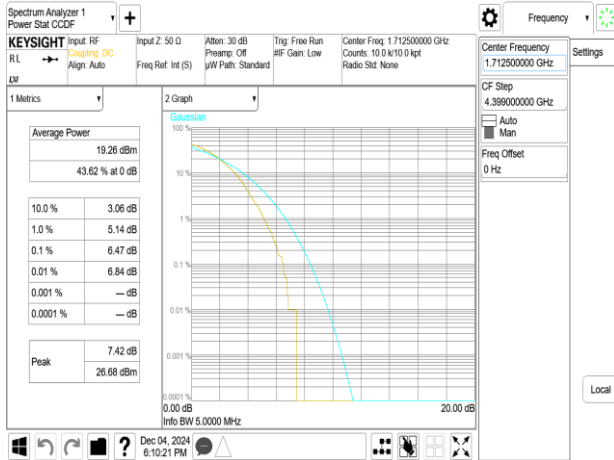 Spectrum Analyzer 1
Power Stat CCDF
Frequency
KEYSIGHT
RL
Input: RF
Coupling: DC
Align: Auto
Input Z: 50 Ω
Freq Ref: Int (S)
Atten: 30 dB
Preamp: Off
µW Path: Standard
Trig: Free Run
#IF Gain: Low
Center Freq: 1.712500000 GHz
Counts: 10.0 k/10.0 kpt
Radio Std: None
Center Frequency
1.712500000 GHz
Settings
CF Step
4.399000000 GHz
Auto
Man
Freq Offset
0 Hz
1 Metrics
Average Power
19.26 dBm
43.62 % at 0 dB
10.0 % 3.06 dB
1.0 % 5.14 dB
0.1 % 6.47 dB
0.01 % 6.84 dB
0.001 % --- dB
0.0001 % --- dB
Peak
7.42 dB
26.68 dBm
2 Graph
Gaussian
100 %
10 %
1 %
0.1 %
0.01 %
0.001 %
0.0001 %
0.00 dB 20.00 dB
Info BW 5.0000 MHz
Local
?
Dec 04, 2024
6:10:21 PM